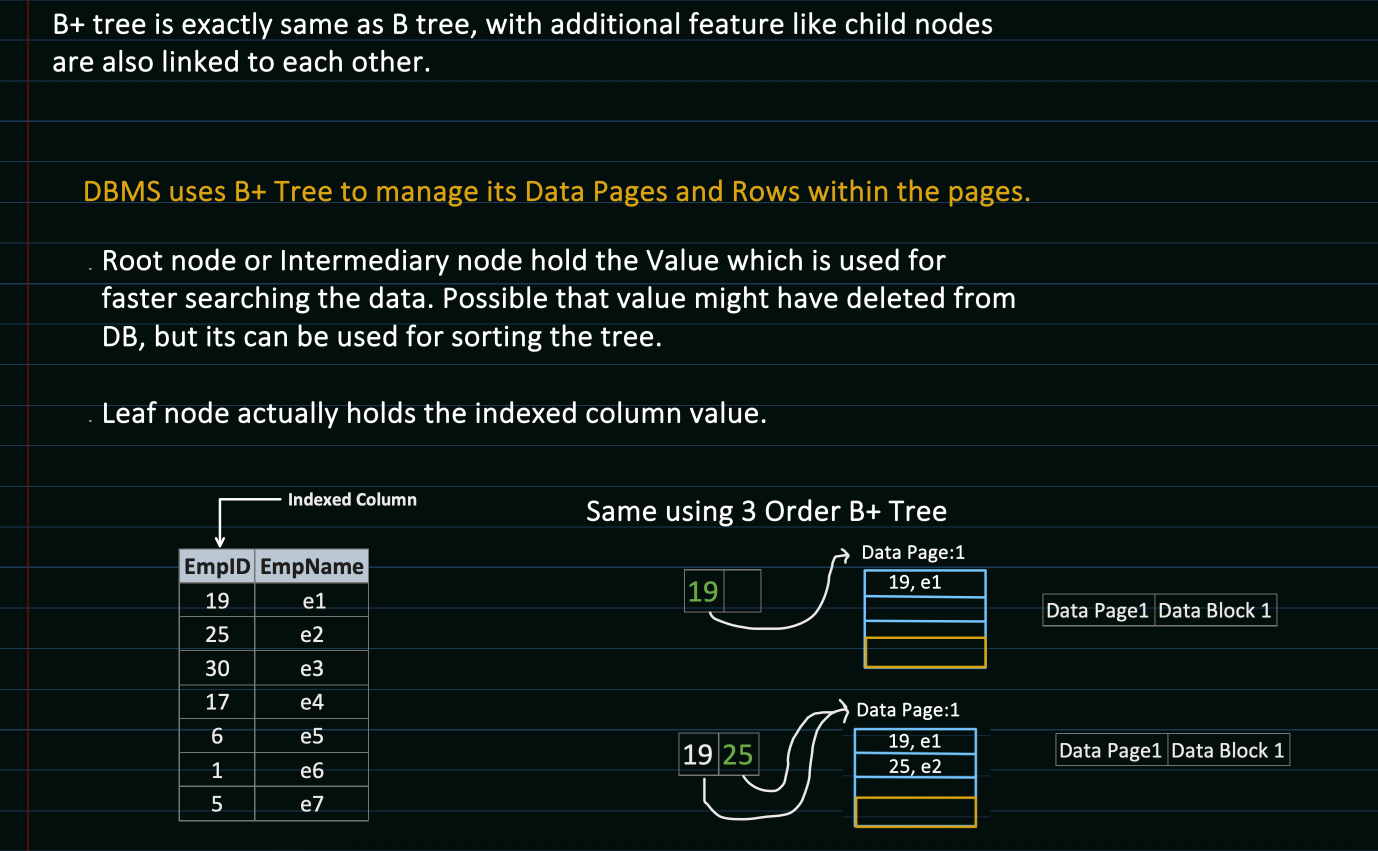 B+ tree is exactly same as B tree, with additional feature like child nodes
are also linked to each other.
DBMS uses B+ Tree to manage its Data Pages and Rows within the pages.
. Root node or Intermediary node hold the Value which is used for
faster searching the data. Possible that value might have deleted from
DB, but its can be used for sorting the tree.
. Leaf node actually holds the indexed column value.
Indexed Column
EmpID EmpName
19 e1
25 e2
30 e3
17 e4
6 e5
1 e6
5 e7
Same using 3 Order B+ Tree
Data Page:1
19
19, e1
Data Page1 Data Block 1
Data Page:1
19 25
19, e1
25, e2
Data Page1 Data Block 1